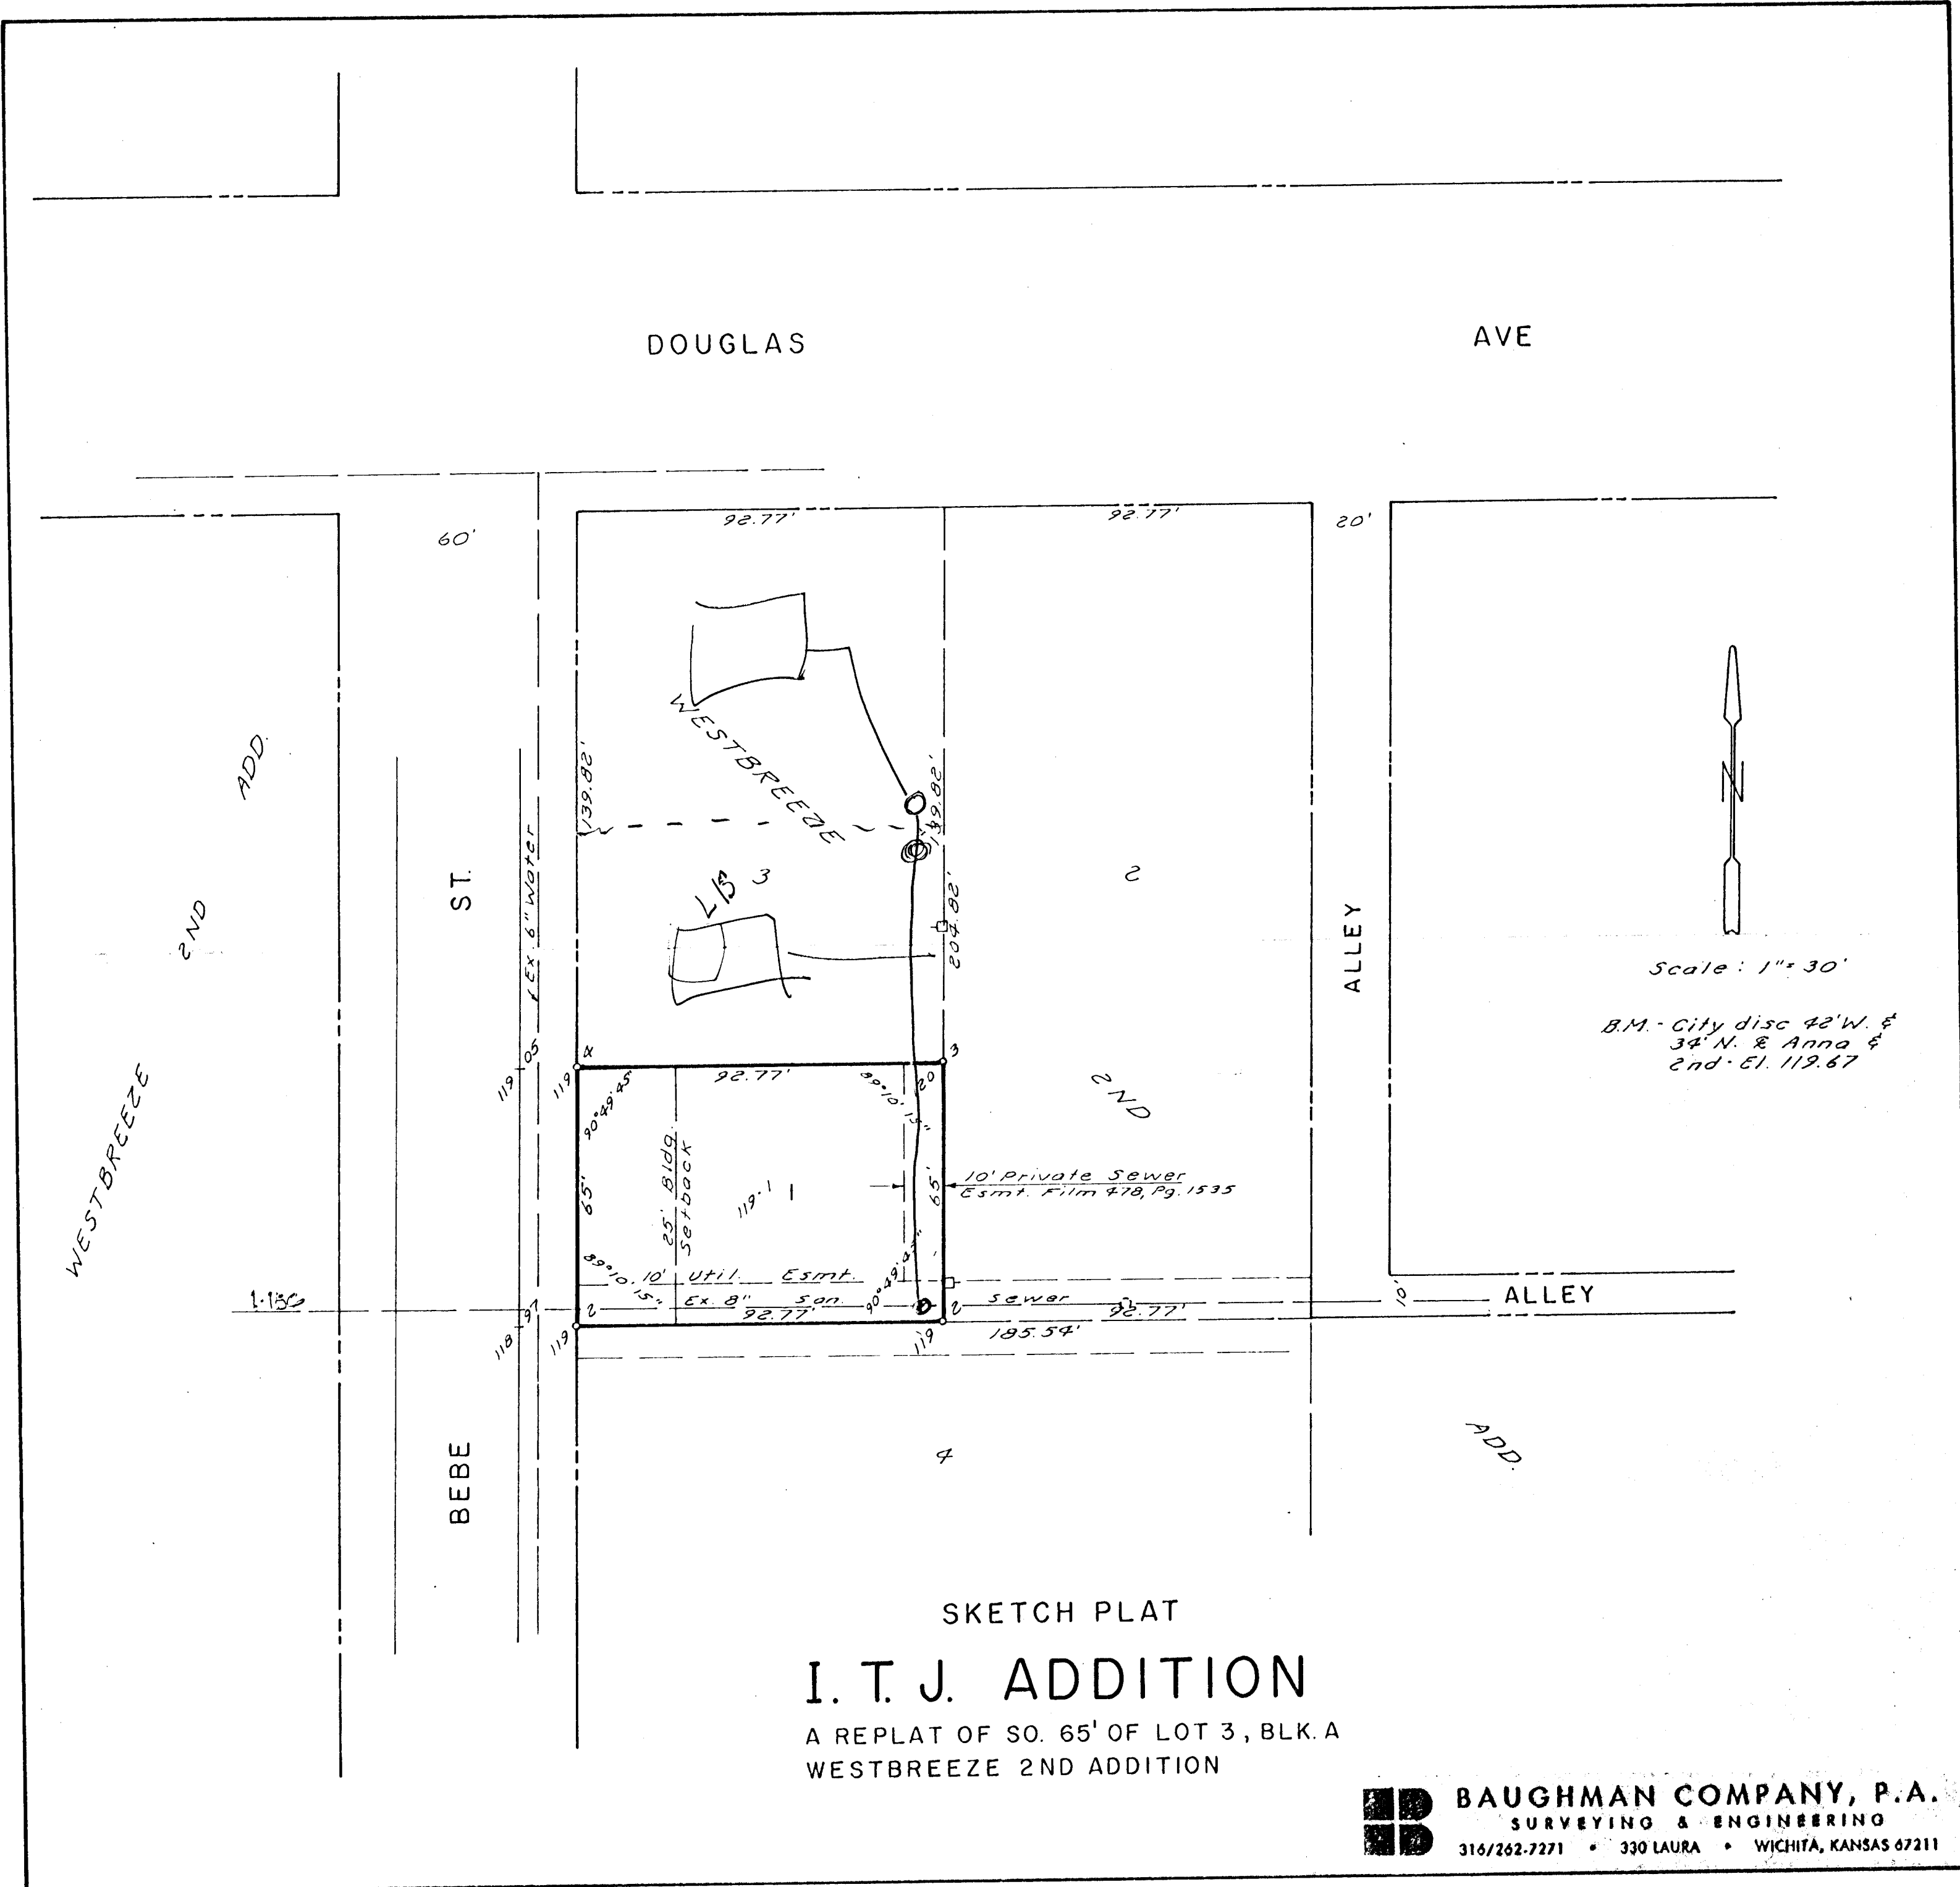 DOUGLAS AVE
60'
92.77'
92.77'
20'
139.82'
WESTBREEZE
139.82'
3
204.82'
2
2ND
ADD.
2ND
WESTBREEZE
ST.
BEBE
Ex. 6" Water
ALLEY
N
Scale: 1"= 30'
B.M. - City disc 42' W. &
34' N. ℄ Anna &
2nd - El. 119.67
119 05
119 4
3
20
92.77'
90°49'45"
89°10'15"
65'
25' Bldg.
Setback
119.1
1
65'
10' Private Sewer
Esmt. Film 478, Pg. 1535
89°10'15"
10' Util. Esmt.
Ex. 8" San. Sewer
92.77'
92.77'
185.54'
118 97
119 2
119 2
10'
ALLEY
4
ADD.
SKETCH PLAT
I. T. J. ADDITION
A REPLAT OF SO. 65' OF LOT 3, BLK. A
WESTBREEZE 2ND ADDITION
BAUGHMAN COMPANY, P.A.
SURVEYING & ENGINEERING
316/262-7271 • 330 LAURA • WICHITA, KANSAS 67211